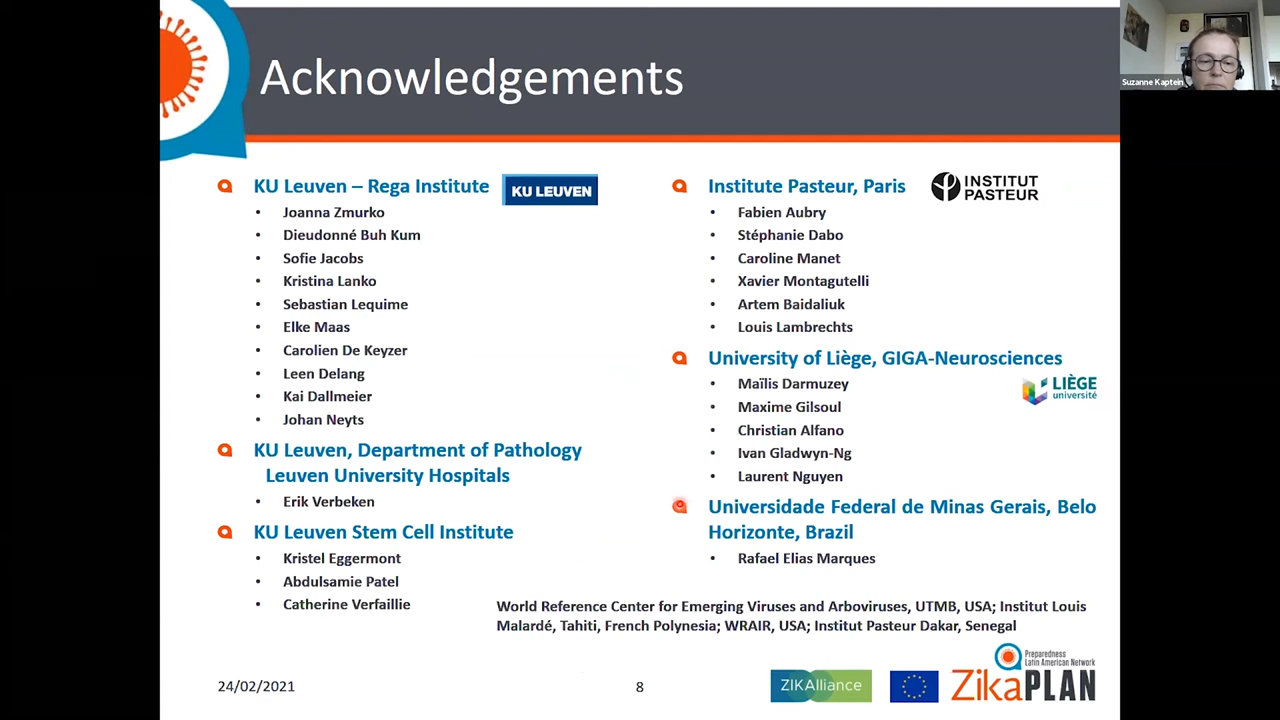 Acknowledgements
Suzanne Kaptein
KU Leuven – Rega Institute
KU LEUVEN
Joanna Zmurko
Dieudonné Buh Kum
Sofie Jacobs
Kristina Lanko
Sebastian Lequime
Elke Maas
Carolien De Keyzer
Leen Delang
Kai Dallmeier
Johan Neyts
KU Leuven, Department of Pathology
Leuven University Hospitals
Erik Verbeken
KU Leuven Stem Cell Institute
Kristel Eggermont
Abdulsamie Patel
Catherine Verfaillie
Institute Pasteur, Paris
INSTITUT
PASTEUR
Fabien Aubry
Stéphanie Dabo
Caroline Manet
Xavier Montagutelli
Artem Baidaliuk
Louis Lambrechts
University of Liège, GIGA-Neurosciences
LIÈGE
université
Maïlis Darmuzey
Maxime Gilsoul
Christian Alfano
Ivan Gladwyn-Ng
Laurent Nguyen
Universidade Federal de Minas Gerais, Belo
Horizonte, Brazil
Rafael Elias Marques
World Reference Center for Emerging Viruses and Arboviruses, UTMB, USA; Institut Louis
Malardé, Tahiti, French Polynesia; WRAIR, USA; Institut Pasteur Dakar, Senegal
24/02/2021
8
ZIKAlliance
Preparedness
Latin American Network
ZikaPLAN